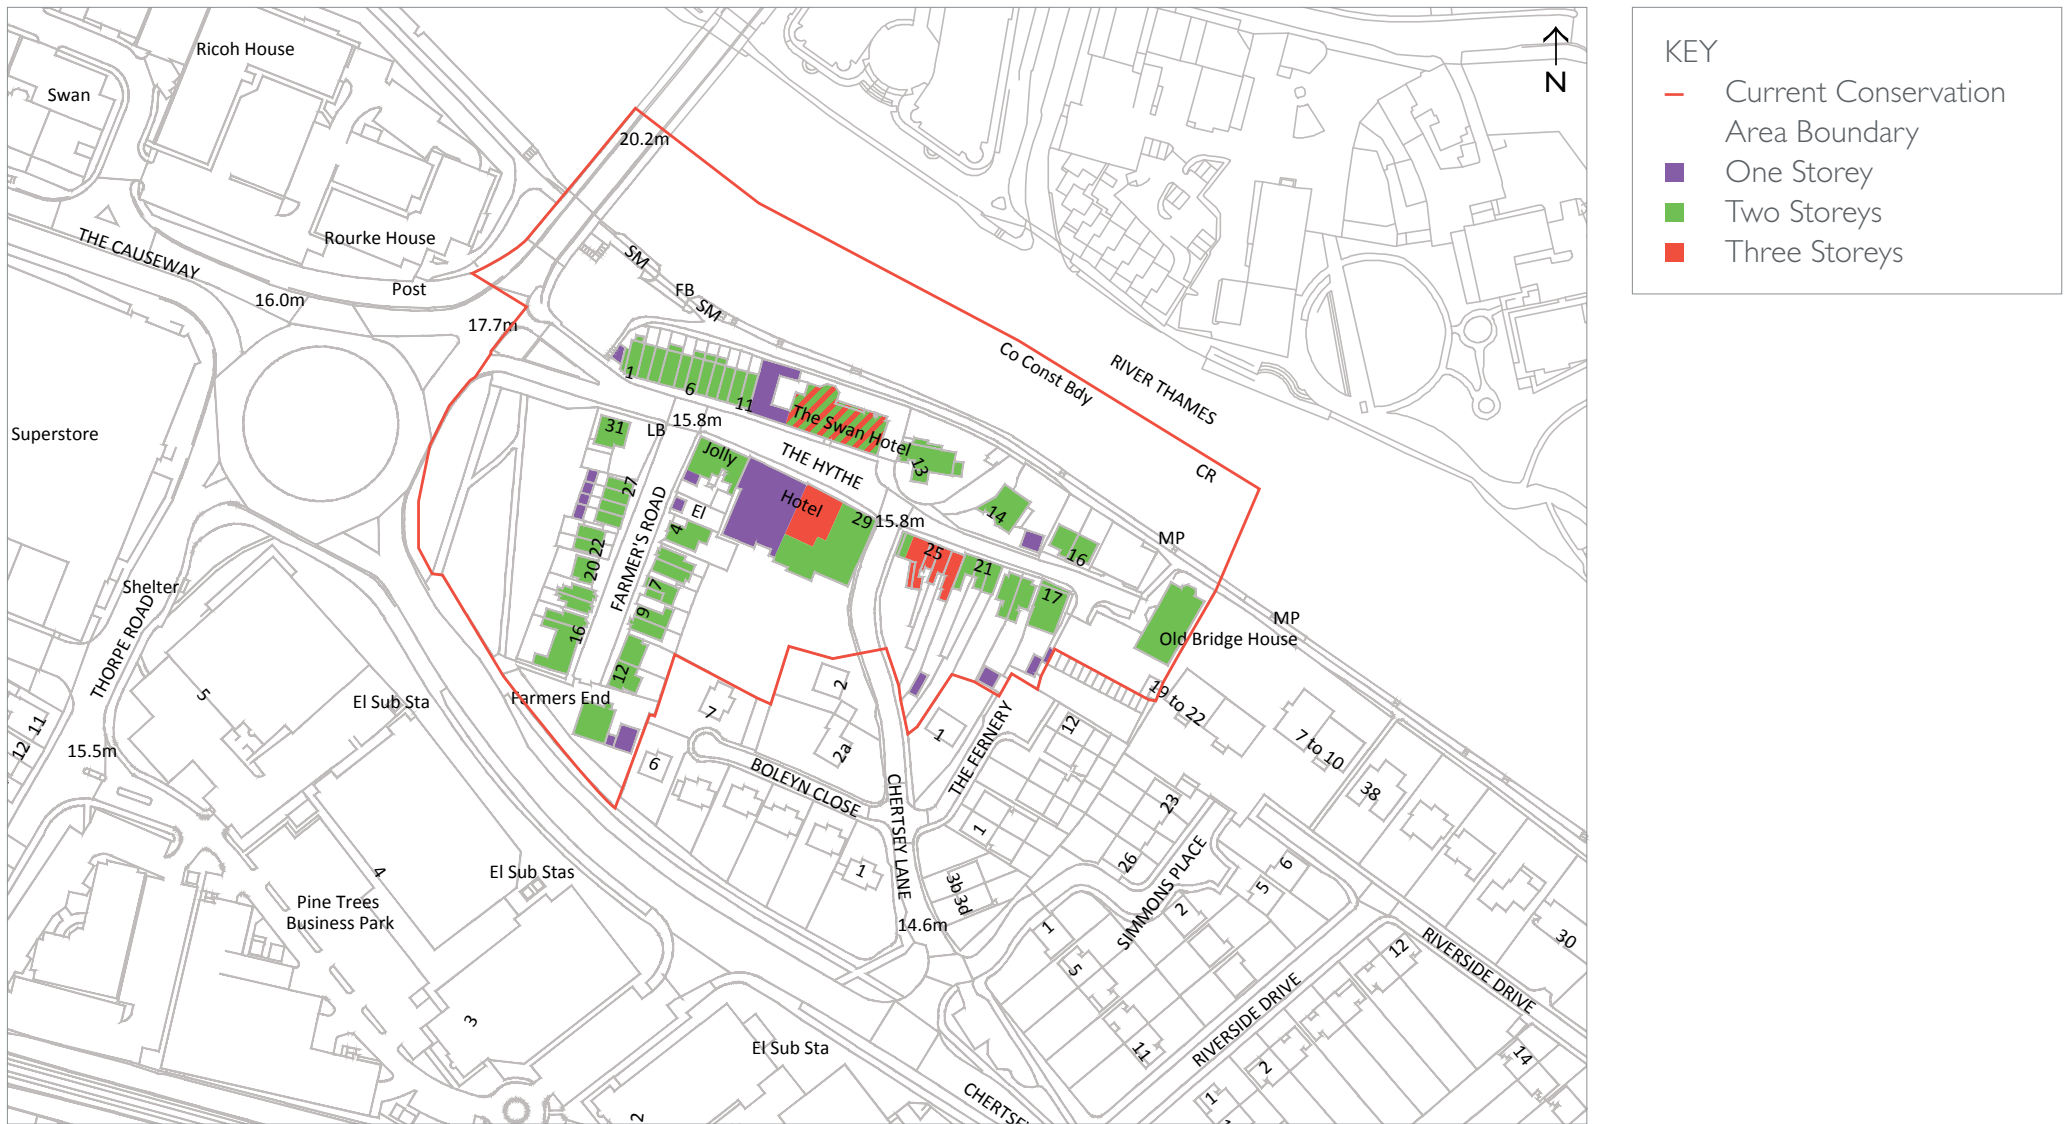 Ricoh House
Swan
20.2m
Rourke House
THE CAUSEWAY
16.0m
Post
17.7m
SM
FB
SM
Co Const Bdy
RIVER THAMES
CR
N
1
6
11
The Swan Hotel
15.8m
LB
31
Jolly
THE HYTHE
13
Superstore
27
El
Hotel
29
15.8m
14
16
MP
4
22
20
FARMER'S ROAD
7
9
16
12
25
21
17
Old Bridge House
MP
Shelter
THORPE ROAD
5
El Sub Sta
Farmers End
11
12
15.5m
7
6
2
2a
BOLEYN CLOSE
1
CHERTSEY LANE
1
THE FERNERY
12
19 to 22
7 to 10
38
23
26
1
SIMMONS PLACE
6
5
2
4
El Sub Stas
Pine Trees
Business Park
3b
3d
14.6m
1
5
11
12
RIVERSIDE DRIVE
30
RIVERSIDE DRIVE
14
2
1
3
El Sub Sta
2
CHERTSE
KEY
Current Conservation
Area Boundary
One Storey
Two Storeys
Three Storeys